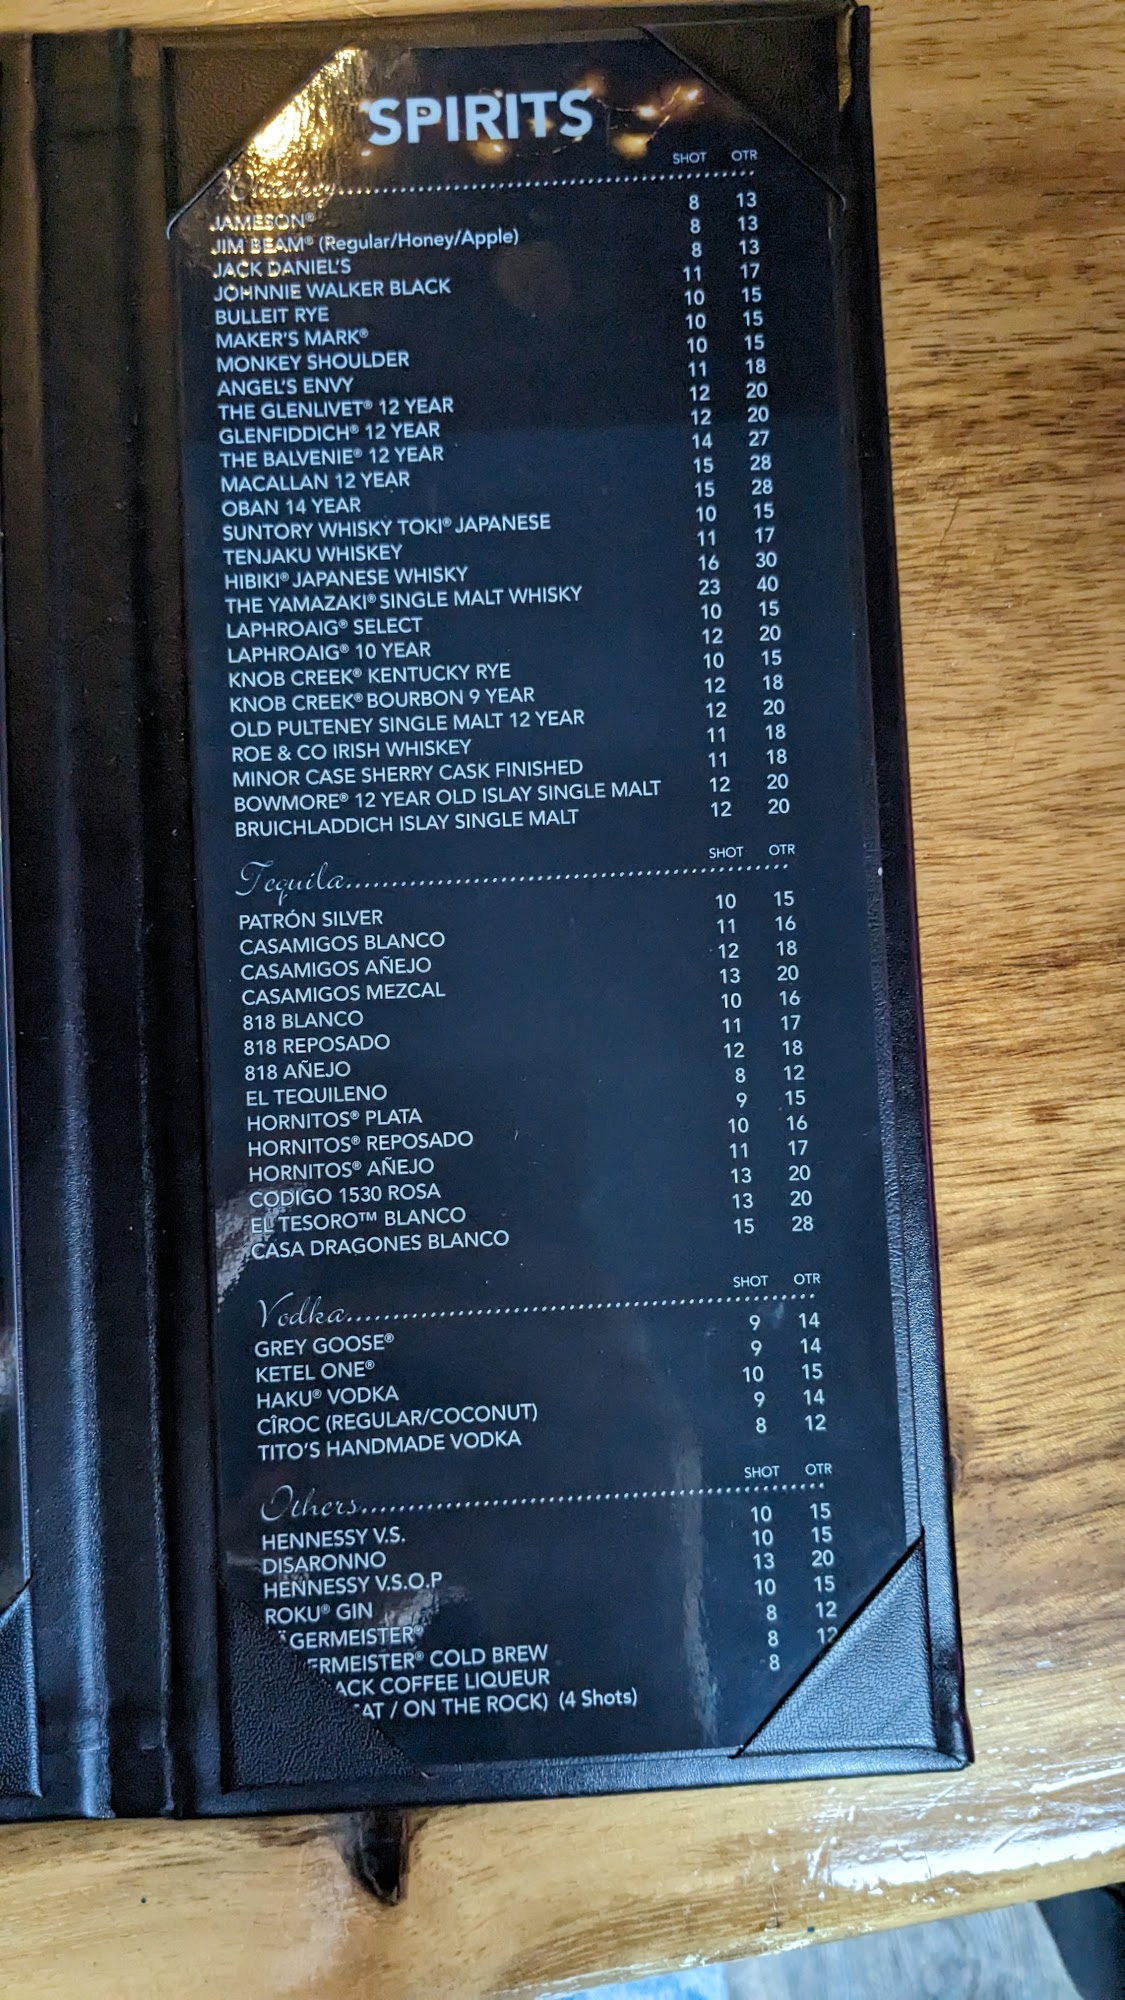 SPIRITS
SHOT OTR
Whiskey
JAMESON® 8 13
JIM BEAM® (Regular/Honey/Apple) 8 13
JACK DANIEL'S 8 13
JOHNNIE WALKER BLACK 11 17
BULLEIT RYE 10 15
MAKER'S MARK® 10 15
MONKEY SHOULDER 10 15
ANGEL'S ENVY 11 18
THE GLENLIVET® 12 YEAR 12 20
GLENFIDDICH® 12 YEAR 12 20
THE BALVENIE® 12 YEAR 14 27
MACALLAN 12 YEAR 15 28
OBAN 14 YEAR 15 28
SUNTORY WHISKY TOKI® JAPANESE 10 15
TENJAKU WHISKEY 11 17
HIBIKI® JAPANESE WHISKY 16 30
THE YAMAZAKI® SINGLE MALT WHISKY 23 40
LAPHROAIG® SELECT 10 15
LAPHROAIG® 10 YEAR 12 20
KNOB CREEK® KENTUCKY RYE 10 15
KNOB CREEK® BOURBON 9 YEAR 12 18
OLD PULTENEY SINGLE MALT 12 YEAR 12 20
ROE & CO IRISH WHISKEY 11 18
MINOR CASE SHERRY CASK FINISHED 11 18
BOWMORE® 12 YEAR OLD ISLAY SINGLE MALT 12 20
BRUICHLADDICH ISLAY SINGLE MALT 12 20
SHOT OTR
Tequila
PATRÓN SILVER 10 15
CASAMIGOS BLANCO 11 16
CASAMIGOS AÑEJO 12 18
CASAMIGOS MEZCAL 13 20
818 BLANCO 10 16
818 REPOSADO 11 17
818 AÑEJO 12 18
EL TEQUILENO 8 12
HORNITOS® PLATA 9 15
HORNITOS® REPOSADO 10 16
HORNITOS® AÑEJO 11 17
CODIGO 1530 ROSA 13 20
EL TESORO™ BLANCO 13 20
CASA DRAGONES BLANCO 15 28
SHOT OTR
Vodka
GREY GOOSE® 9 14
KETEL ONE® 9 14
HAKU® VODKA 10 15
CÎROC (REGULAR/COCONUT) 9 14
TITO'S HANDMADE VODKA 8 12
SHOT OTR
Others
HENNESSY V.S. 10 15
DISARONNO 10 15
HENNESSY V.S.O.P 13 20
ROKU® GIN 10 15
ÄGERMEISTER® 8 12
ERMEISTER® COLD BREW 8 12
ACK COFFEE LIQUEUR 8
AT / ON THE ROCK) (4 Shots)